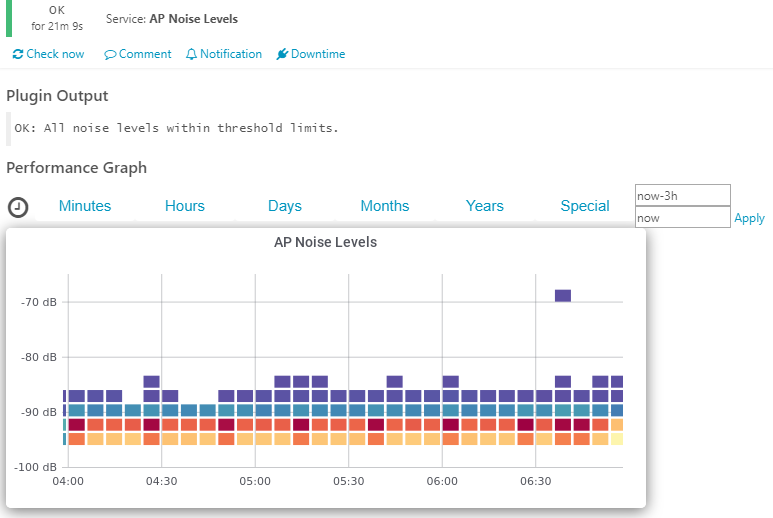 OK
for 21m 9s
Service: AP Noise Levels
Check now Comment Notification Downtime
Plugin Output
OK: All noise levels within threshold limits.
Performance Graph
now-3h
Minutes Hours Days Months Years Special
now Apply
AP Noise Levels
-70 dB
-80 dB
-90 dB
-100 dB
04:00 04:30 05:00 05:30 06:00 06:30